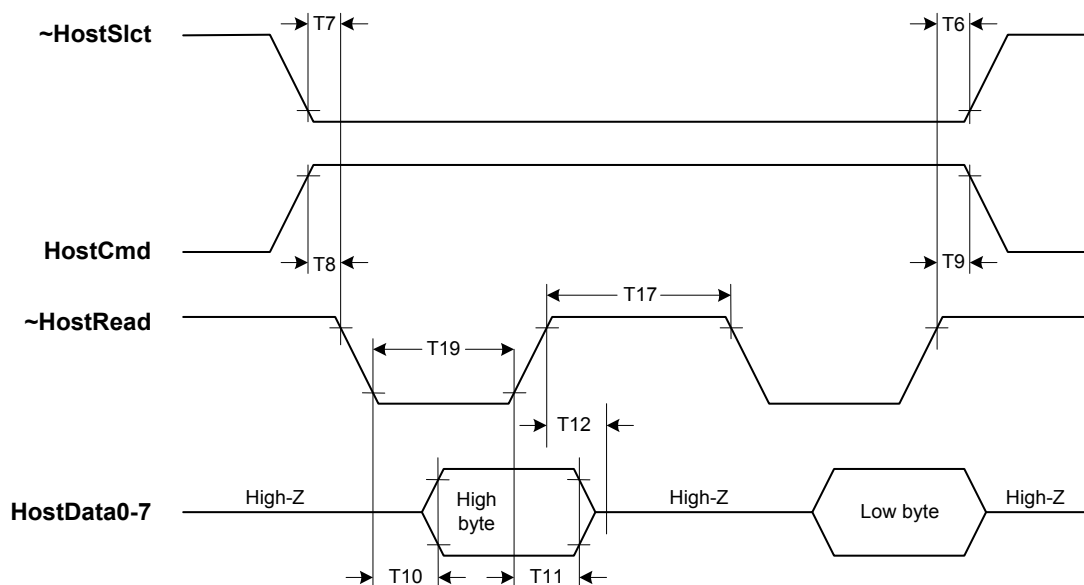 ~HostSlct
T7
T6
HostCmd
T8
T9
~HostRead
T17
T19
T12
HostData0-7
High-Z
High
byte
High-Z
Low byte
High-Z
T10
T11